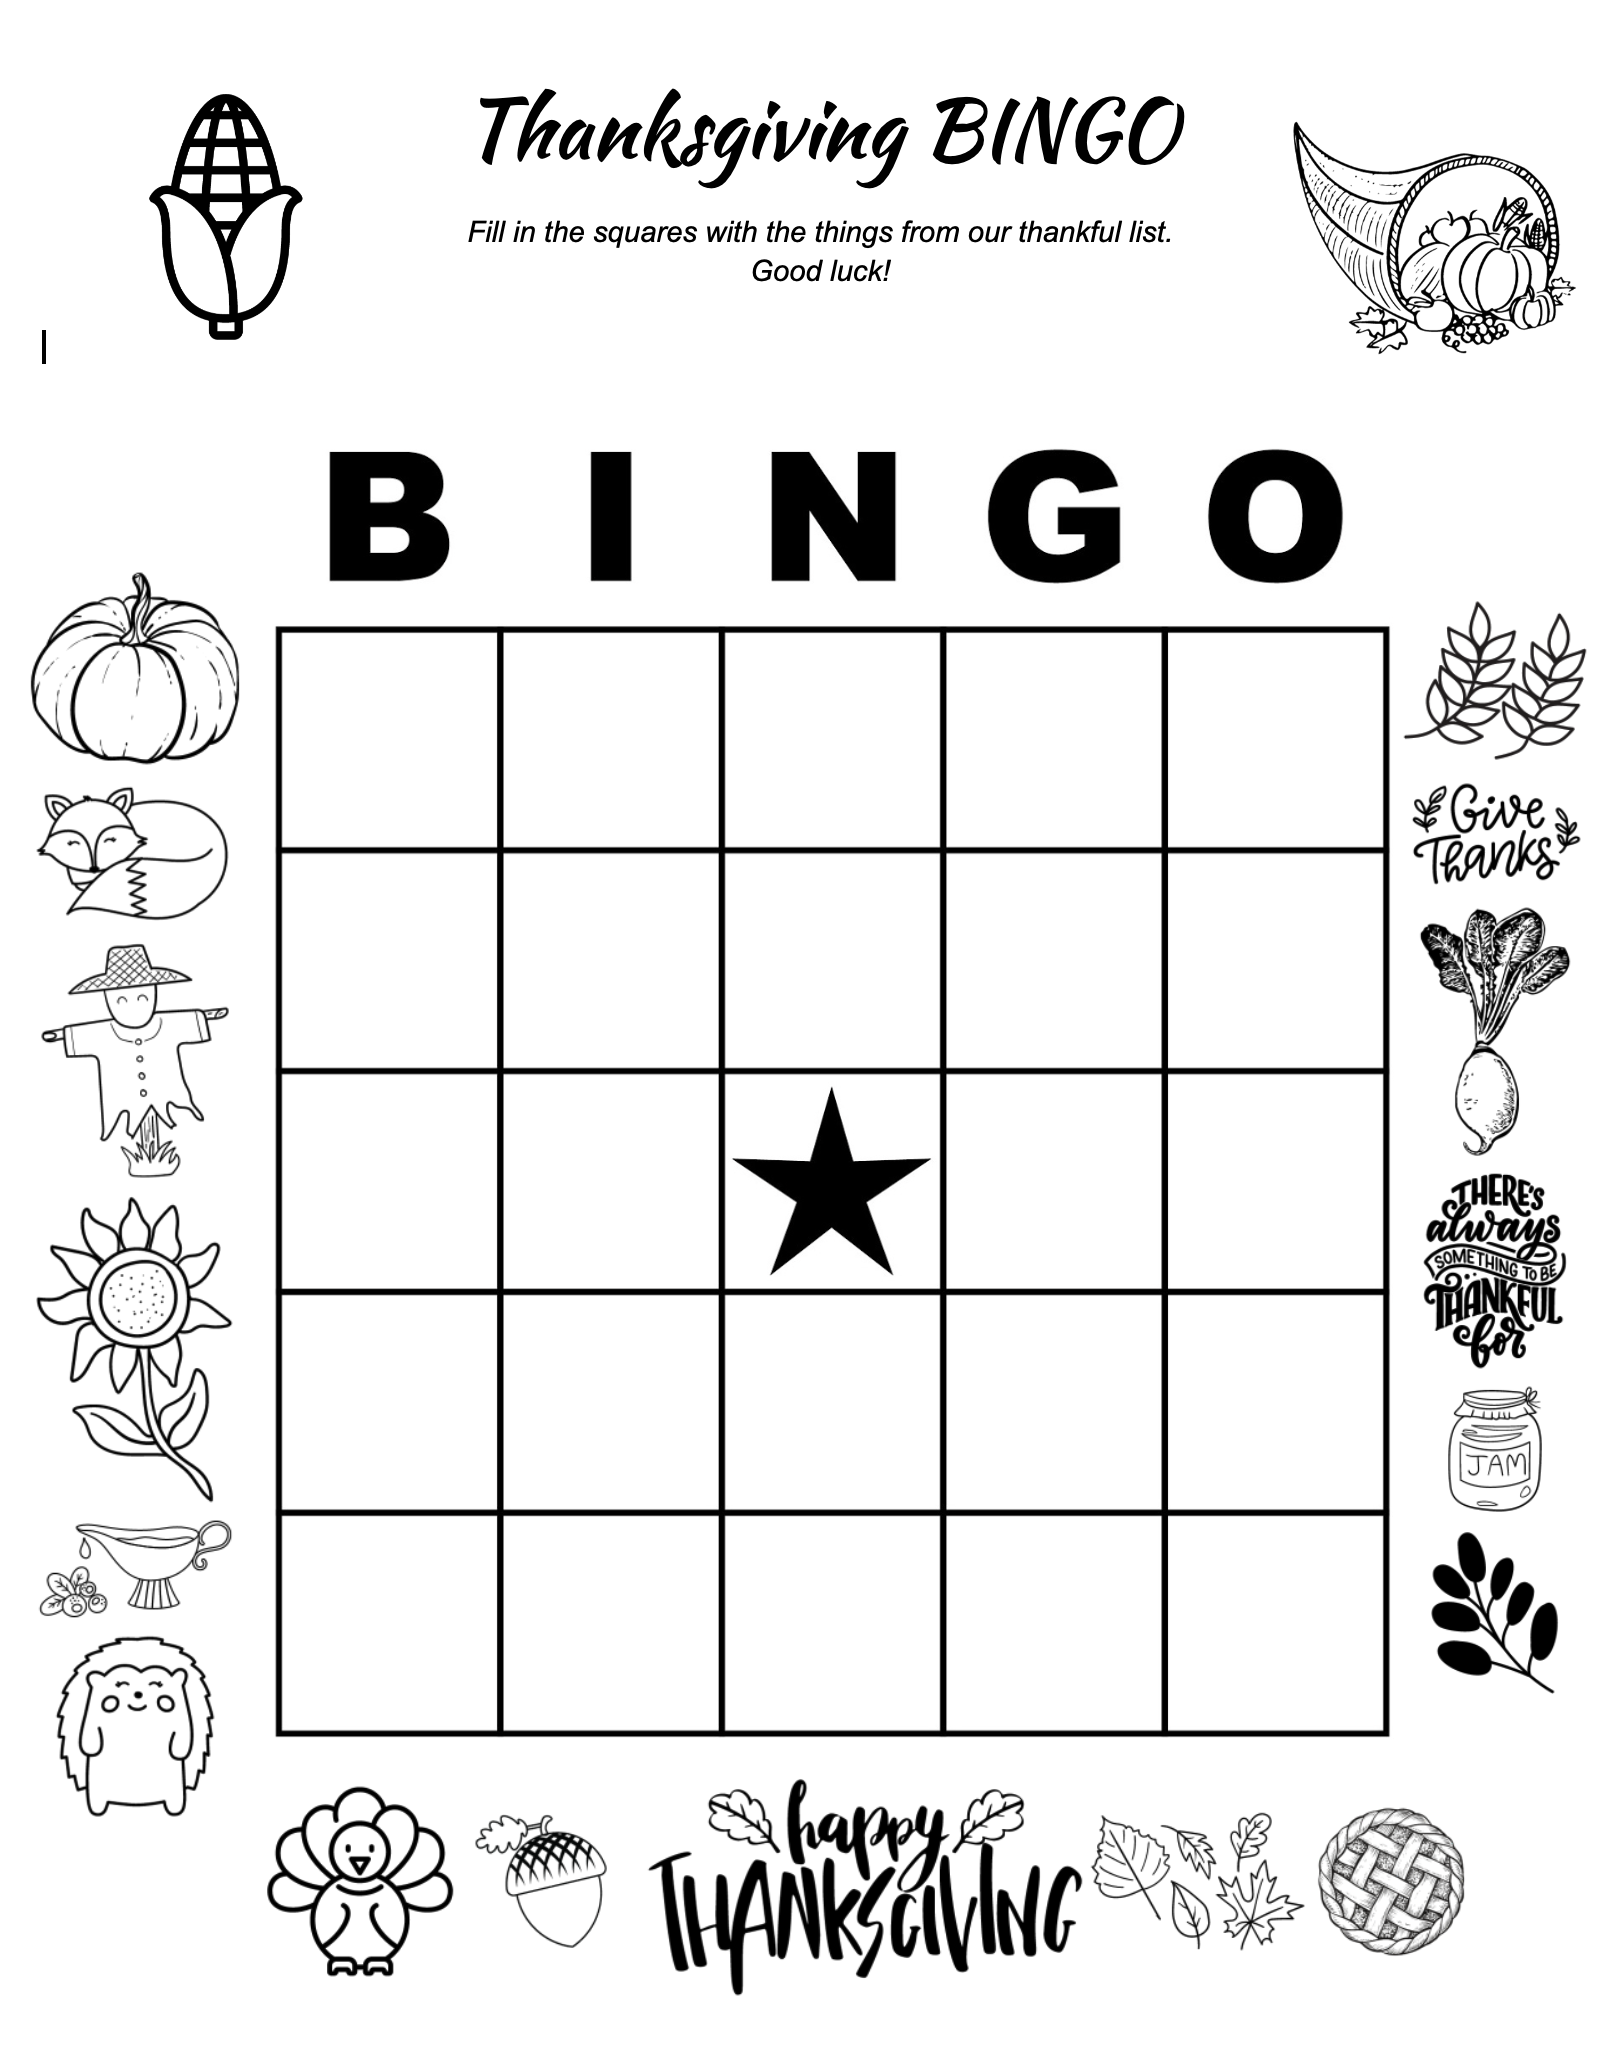 Thanksgiving BINGO
Fill in the squares with the things from our thankful list.
Good luck!
B I N G O
Give
Thanks
THERE'S
always
SOMETHING TO BE
THANKFUL
for
JAM
happy
THANKSGIVING